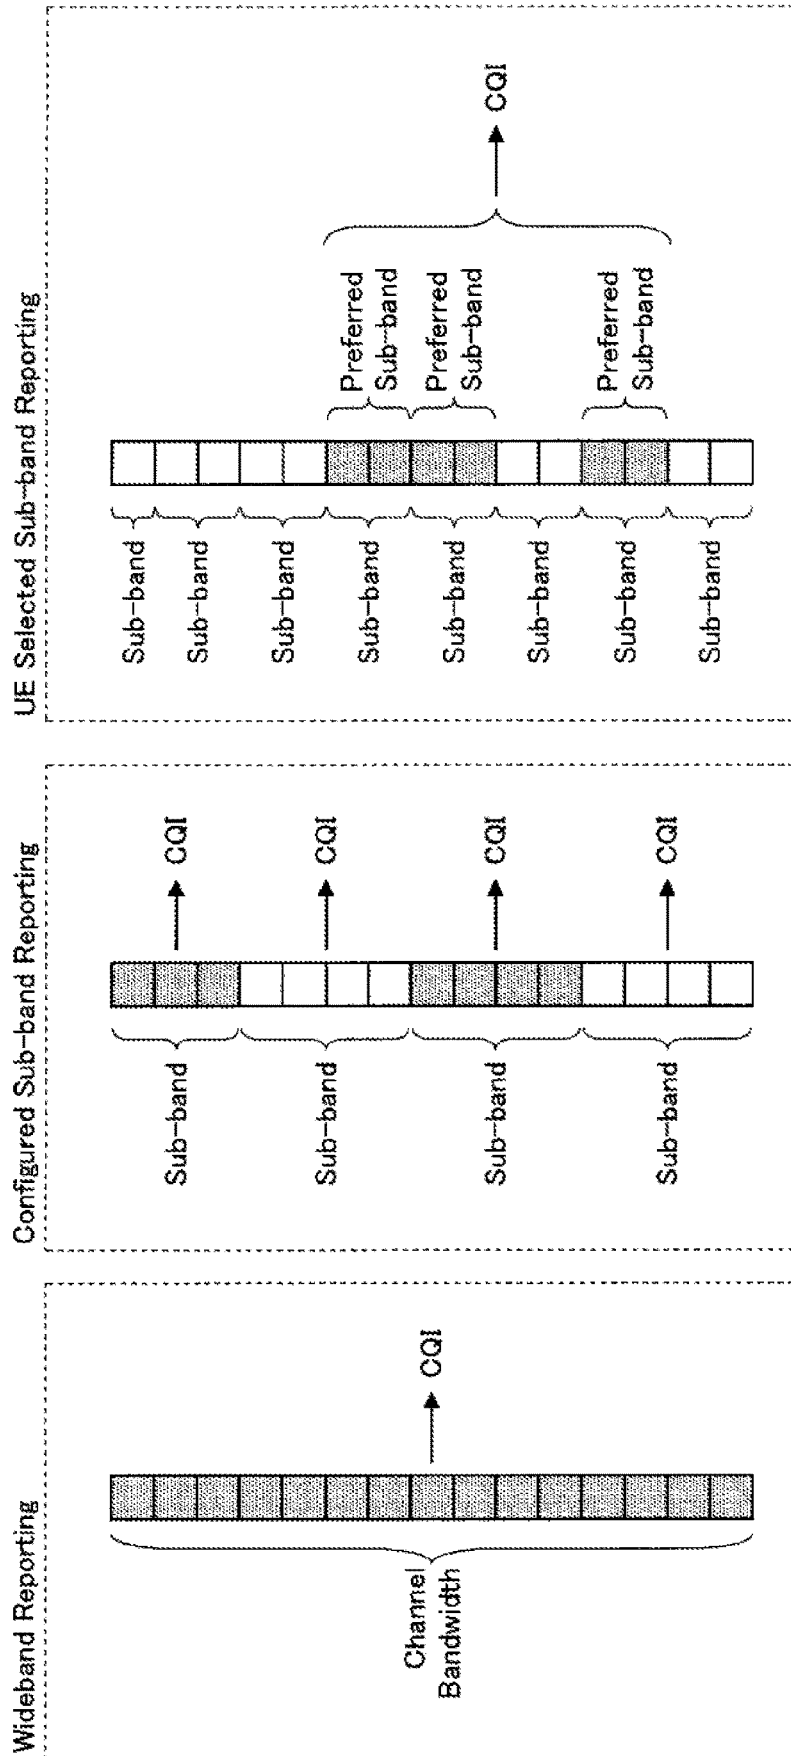 Wideband Reporting
Channel
Bandwidth
CQI
Configured Sub-band Reporting
Sub-band
CQI
Sub-band
CQI
Sub-band
CQI
Sub-band
CQI
UE Selected Sub-band Reporting
Sub-band
Sub-band
Sub-band
Sub-band
Sub-band
Sub-band
Sub-band
Sub-band
Preferred
Sub-band
Preferred
Sub-band
Preferred
Sub-band
CQI